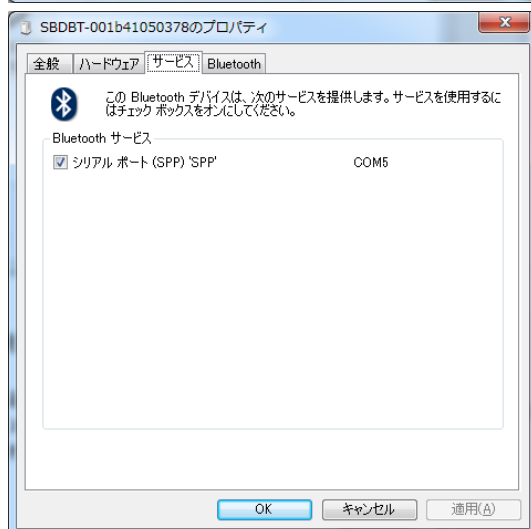 SBDBT-001b41050378のプロパティ
全般 ハードウェア サービス Bluetooth
この Bluetooth デバイスは、次のサービスを提供します。サービスを使用するに
はチェック ボックスをオンにしてください。
Bluetooth サービス
シリアル ポート (SPP) 'SPP' COM5
OK キャンセル 適用(A)